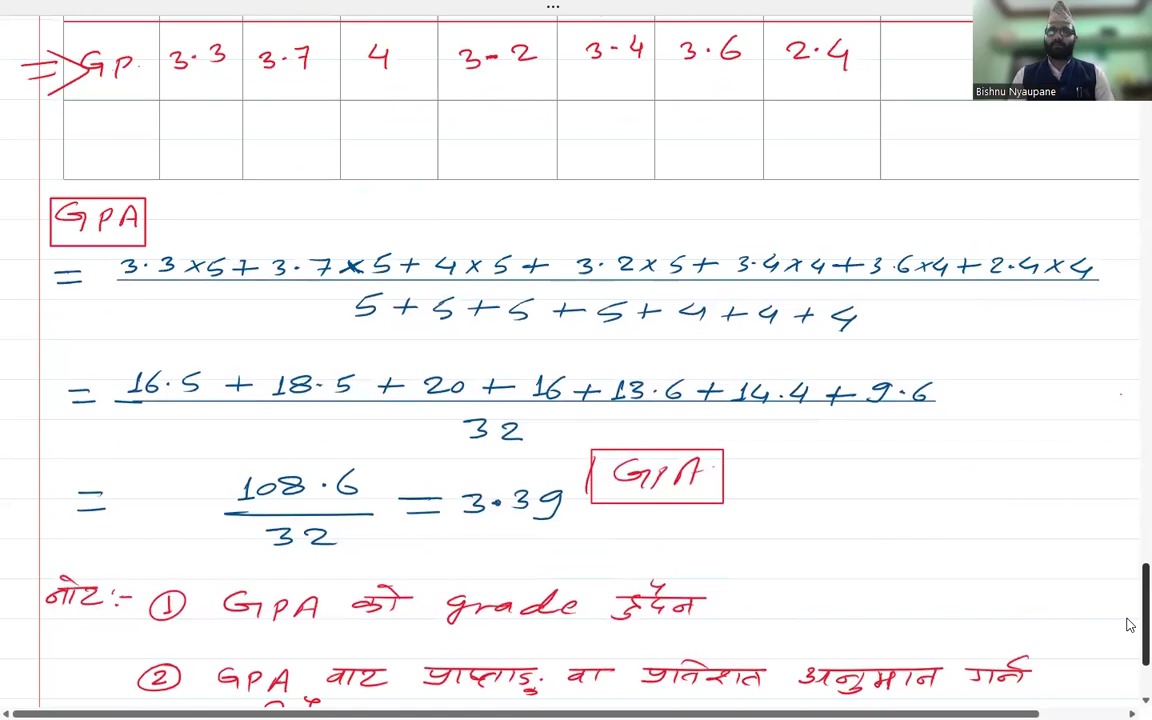 => GP. 3.3 3.7 4 3-2 3-4 3.6 2.4
Bishnu Nyaupane
GPA
= 3.3×5+ 3.7×5+ 4×5+ 3.2×5+ 3.4×4+3.6×4+2.4×4
5+5+5+5+4+4+4
= 16.5 + 18.5 + 20 + 16 + 13.6 + 14.4 + 9.6
32
= 108.6 = 3.39 GPA
32
नोट:- ① GPA को grade हुदैन
② GPA बाट प्राप्ताङ्क वा प्रतिशत अनुमान गर्न